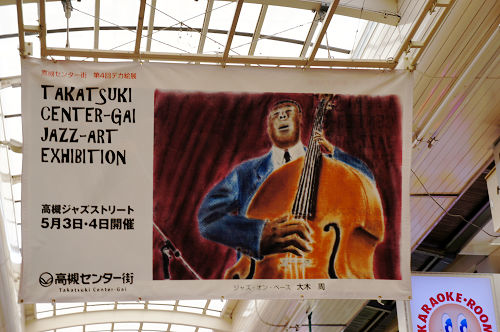 高槻センター街 第4回デカ絵展
TAKATSUKI
CENTER-GAI
JAZZ-ART
EXHIBITION
高槻ジャズストリート
5月3日・4日開催
高槻センター街
Takatsuki Center-Gai
ジャズ・オン・ベース 大木 周
KARAOKE·ROO